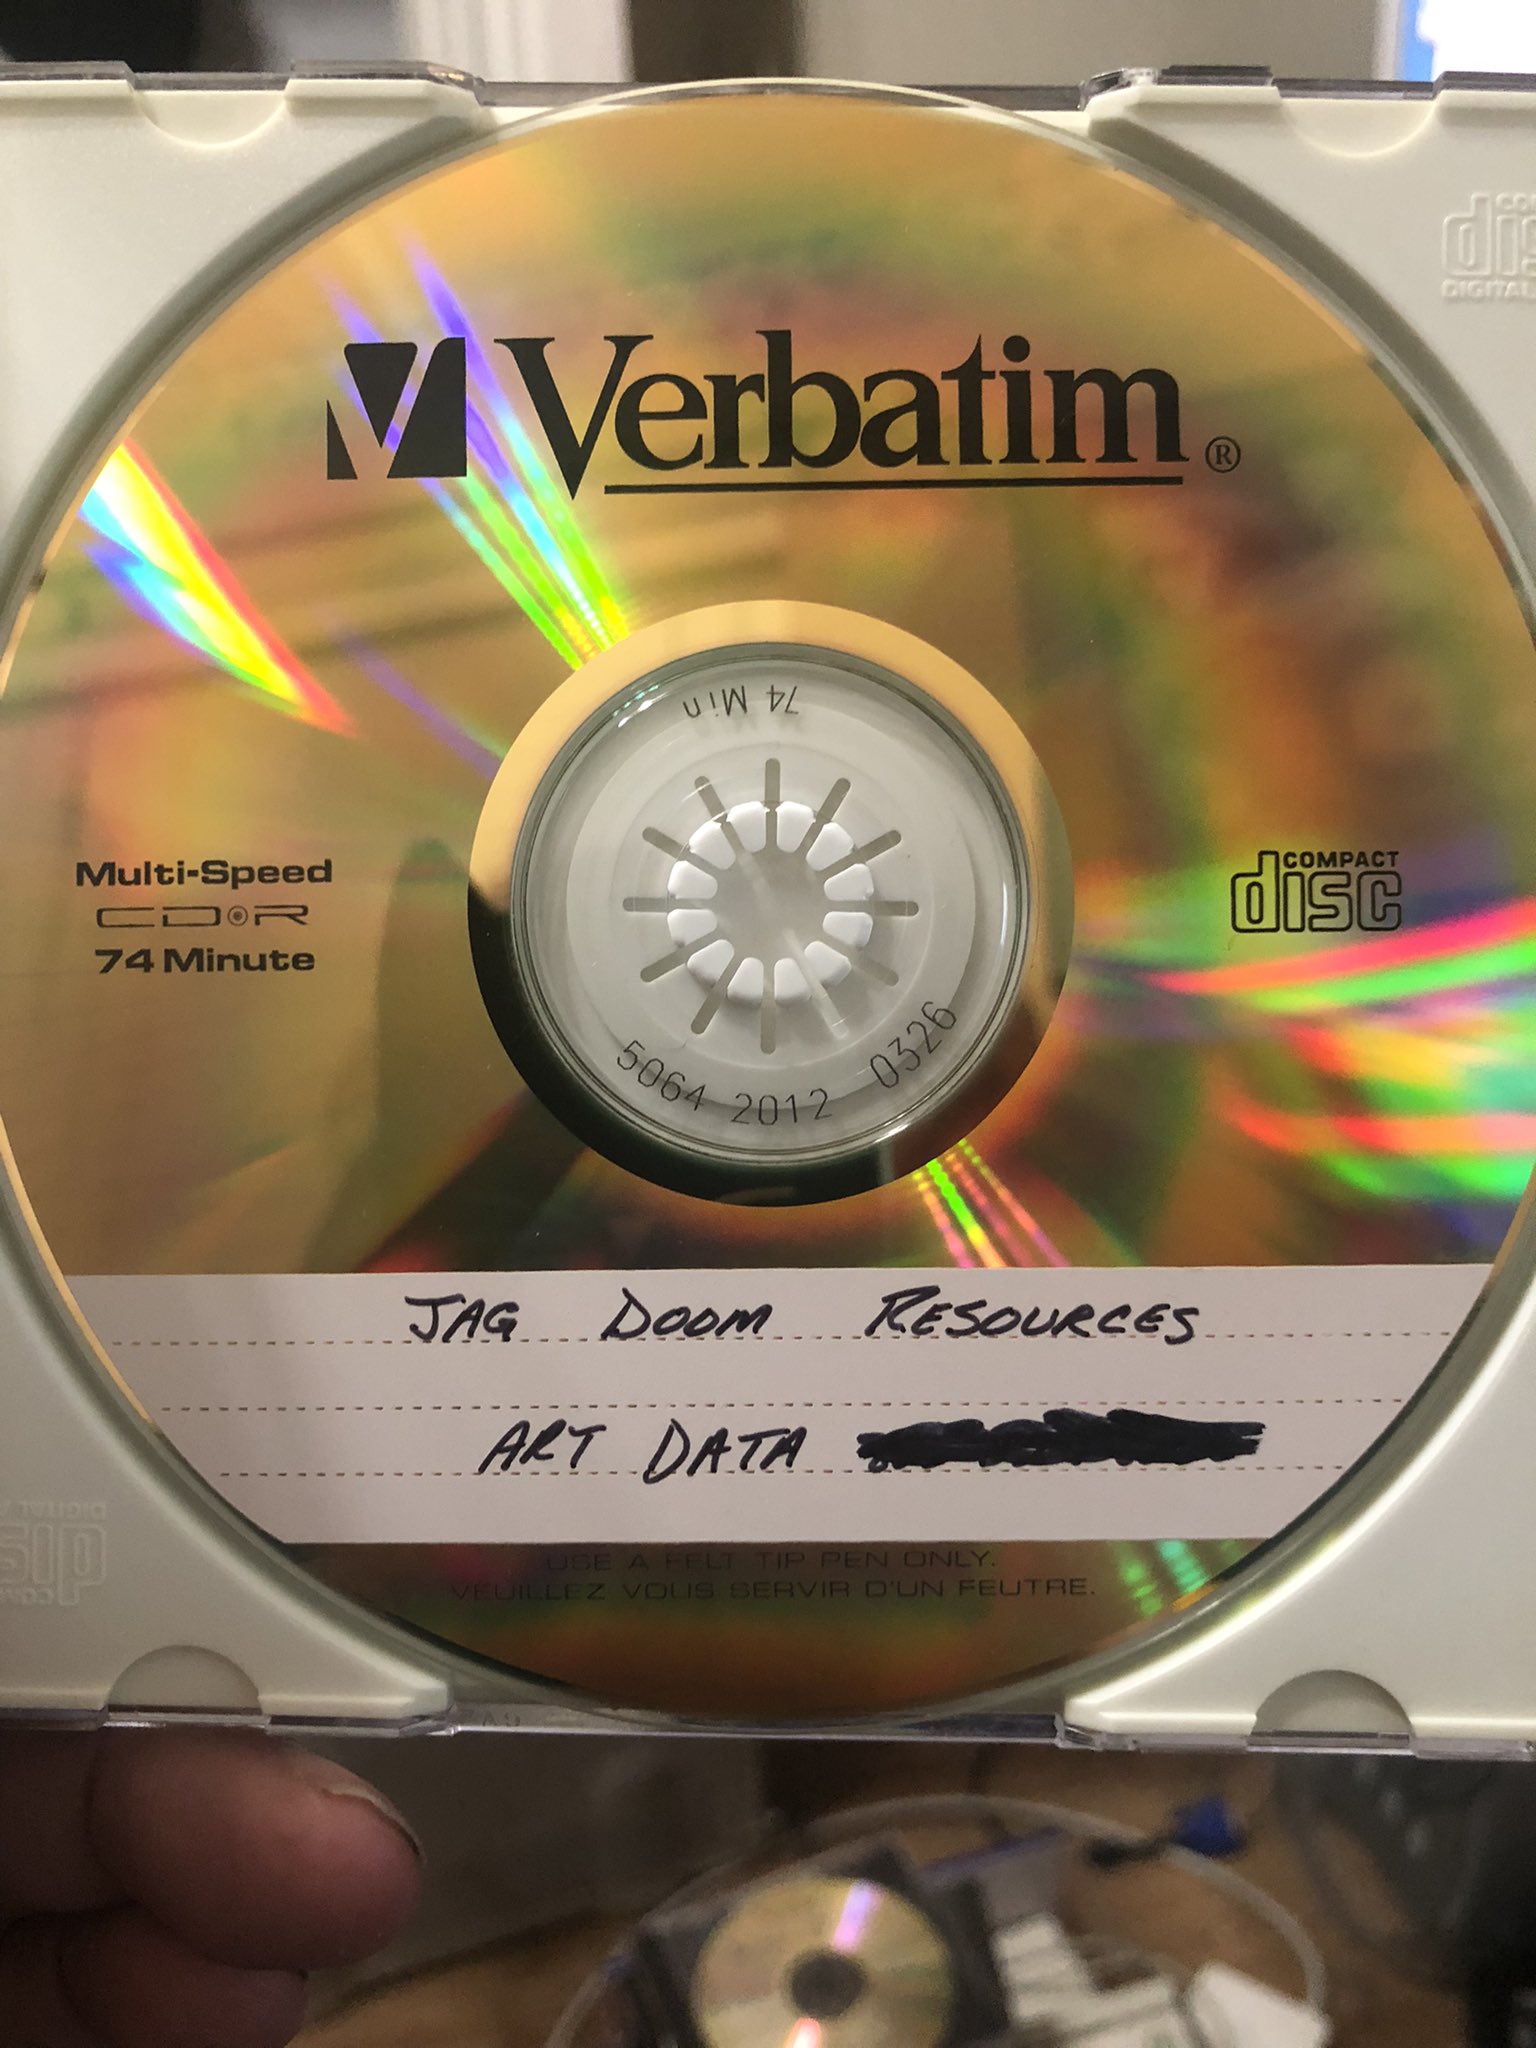 Verbatim®
74 Min
Multi-Speed
CD-R
74 Minute
COMPACT
disc
5064 2012 0326
JAG DOOM RESOURCES
ART DATA
USE A FELT TIP PEN ONLY.
VEUILLEZ VOUS SERVIR D'UN FEUTRE.